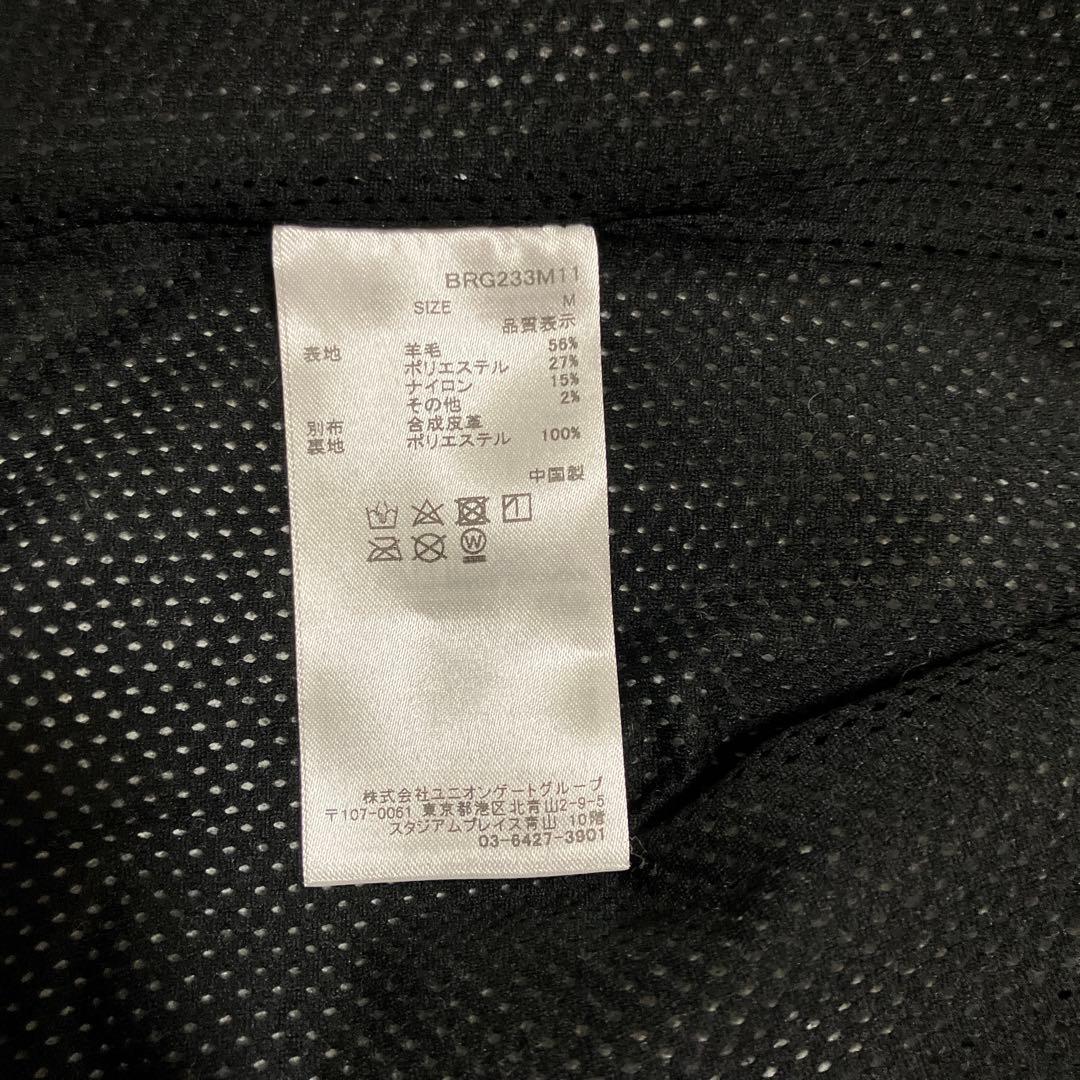 BRG233M11
SIZE M
品質表示
表地 羊毛 56%
ポリエステル 27%
ナイロン 15%
その他 2%
別布 合成皮革
裏地 ポリエステル 100%
中国製
W
株式会社ユニオンゲートグループ
〒107-0061 東京都港区北青山2-9-5
スタジアムプレイス青山 10階
03-6427-3901